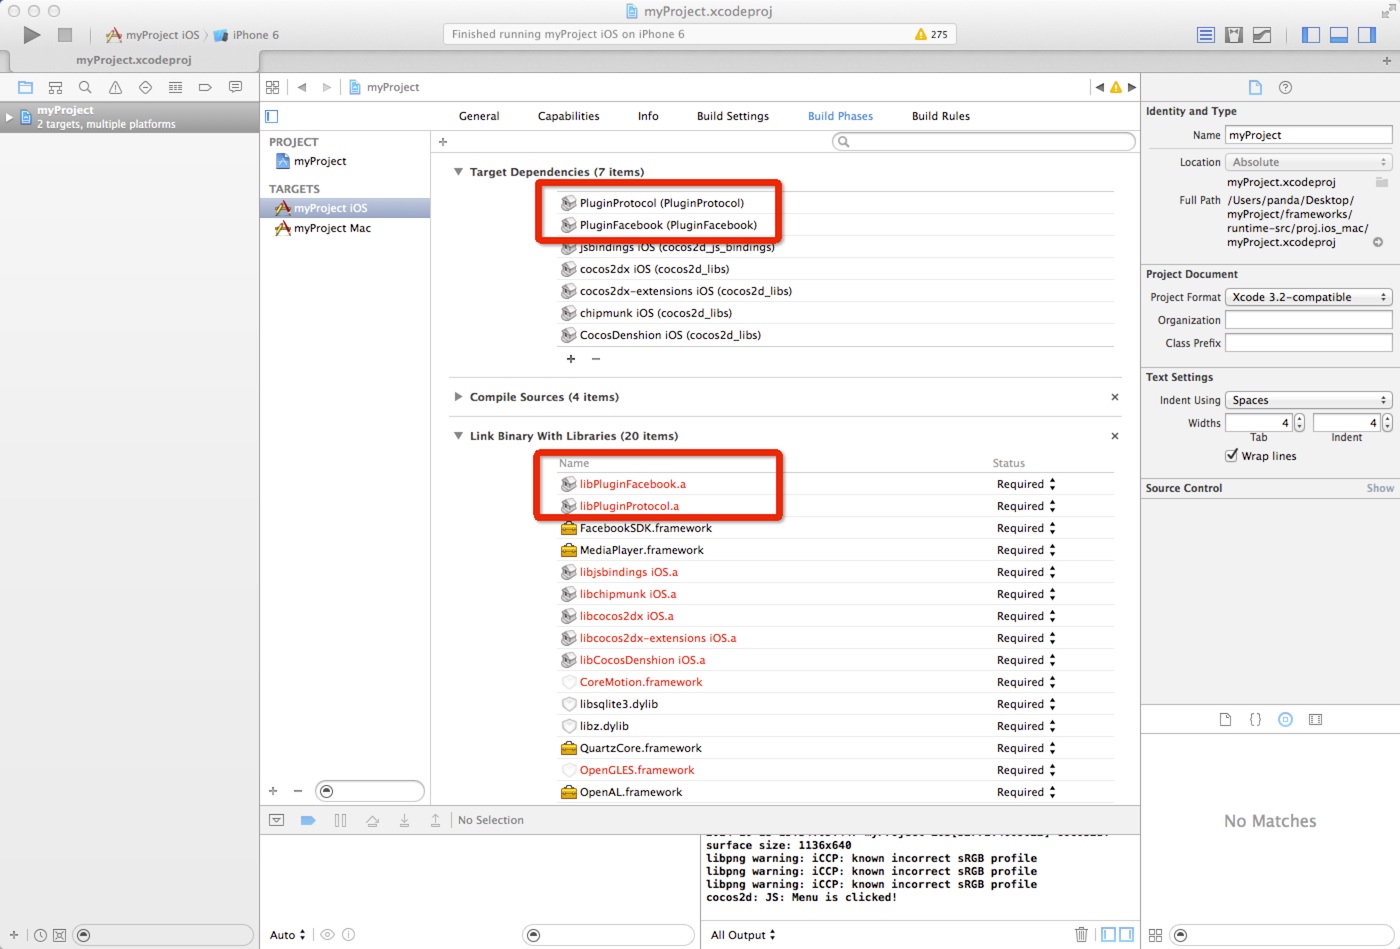 myProject.xcodeproj
myProject iOS
iPhone 6
Finished running myProject iOS on iPhone 6
275
myProject.xcodeproj
myProject
2 targets, multiple platforms
myProject
General
Capabilities
Info
Build Settings
Build Phases
Build Rules
PROJECT
myProject
TARGETS
myProject iOS
myProject Mac
Target Dependencies (7 items)
PluginProtocol (PluginProtocol)
PluginFacebook (PluginFacebook)
jsbindings iOS (cocos2d_js_bindings)
cocos2dx iOS (cocos2d_libs)
cocos2dx-extensions iOS (cocos2d_libs)
chipmunk iOS (cocos2d_libs)
CocosDenshion iOS (cocos2d_libs)
Compile Sources (4 items)
Link Binary With Libraries (20 items)
Name Status
libPluginFacebook.a Required
libPluginProtocol.a Required
FacebookSDK.framework Required
MediaPlayer.framework Required
libjsbindings iOS.a Required
libchipmunk iOS.a Required
libcocos2dx iOS.a Required
libcocos2dx-extensions iOS.a Required
libCocosDenshion iOS.a Required
CoreMotion.framework Required
libsqlite3.dylib Required
libz.dylib Required
QuartzCore.framework Required
OpenGLES.framework Required
OpenAL.framework Required
No Selection
surface size: 1136x640
libpng warning: iCCP: known incorrect sRGB profile
libpng warning: iCCP: known incorrect sRGB profile
libpng warning: iCCP: known incorrect sRGB profile
cocos2d: JS: Menu is clicked!
Auto
All Output
Identity and Type
Name myProject
Location Absolute
myProject.xcodeproj
Full Path /Users/panda/Desktop/
myProject/frameworks/
runtime-src/proj.ios_mac/
myProject.xcodeproj
Project Document
Project Format Xcode 3.2-compatible
Organization
Class Prefix
Text Settings
Indent Using Spaces
Widths 4 4
Tab Indent
Wrap lines
Source Control Show
No Matches